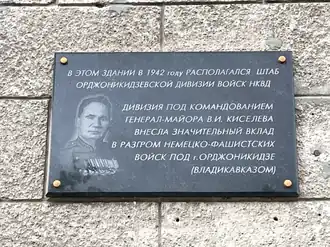 В ЭТОМ ЗДАНИИ В 1942 году РАСПОЛАГАЛСЯ ШТАБ
ОРДЖОНИКИДЗЕВСКОЙ ДИВИЗИИ ВОЙСК НКВД
ДИВИЗИЯ ПОД КОМАНДОВАНИЕМ
ГЕНЕРАЛ-МАЙОРА В.И. КИСЕЛЕВА
ВНЕСЛА ЗНАЧИТЕЛЬНЫЙ ВКЛАД
В РАЗГРОМ НЕМЕЦКО-ФАШИСТСКИХ
ВОЙСК ПОД г.ОРДЖОНИКИДЗЕ
(ВЛАДИКАВКАЗОМ)